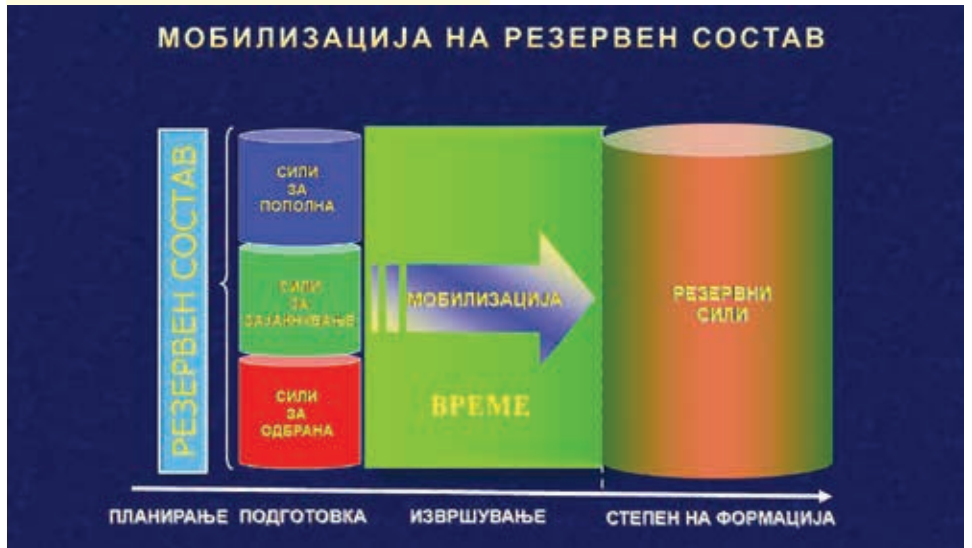 МОБИЛИЗАЦИЈА НА РЕЗЕРВЕН СОСТАВ
РЕЗЕРВЕН СОСТАВ
СИЛИ
ЗА
ПОПОЛНА
СИЛИ
ЗА
ЗАЈАКНУВАЊЕ
СИЛИ
ЗА
ОДБРАНА
МОБИЛИЗАЦИЈА
ВРЕМЕ
РЕЗЕРВНИ
СИЛИ
ПЛАНИРАЊЕ ПОДГОТОВКА ИЗВРШУВАЊЕ СТЕПЕН НА ФОРМАЦИЈА